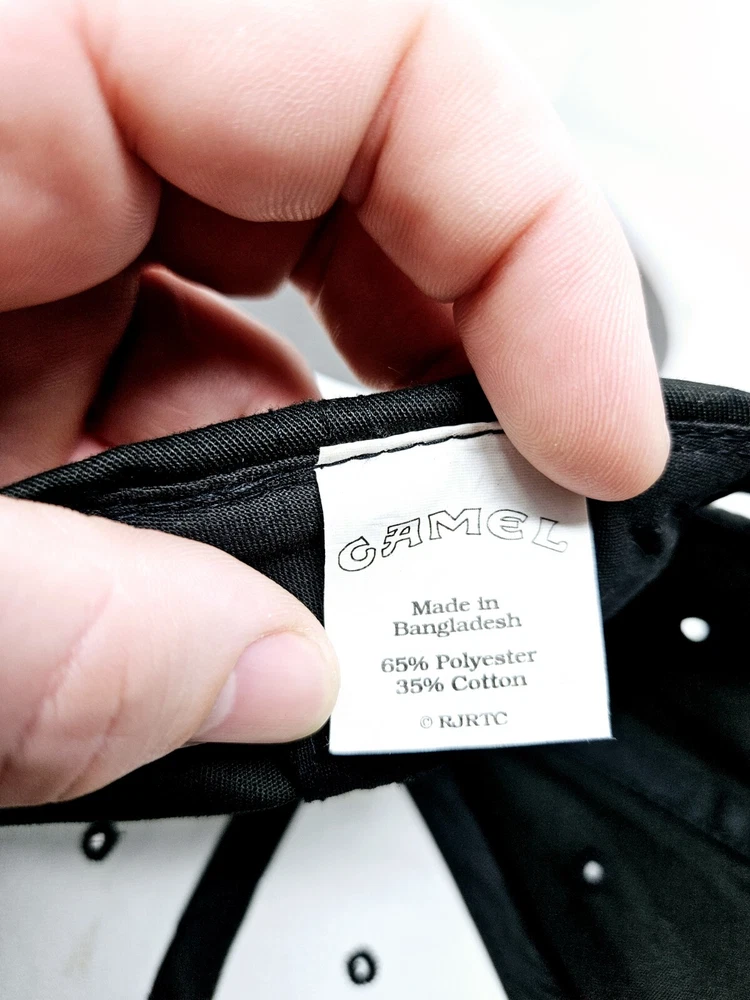 CAMEL
Made in
Bangladesh
65% Polyester
35% Cotton
© RJRTC